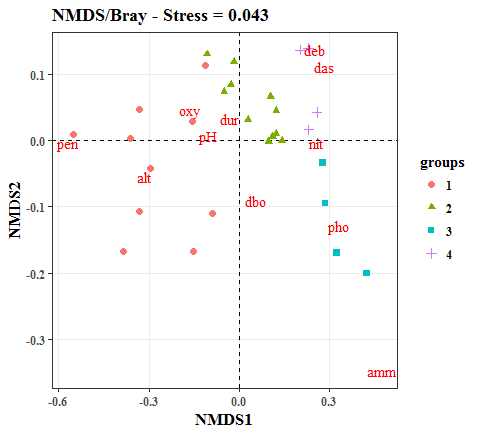 NMDS/Bray - Stress = 0.043
deb
das
0.1
oxy
dur
pH
nit
0.0
pen
alt
dbo
pho
-0.1
-0.2
-0.3
amm
NMDS2
-0.6
-0.3
0.0
0.3
NMDS1
groups
1
2
3
4